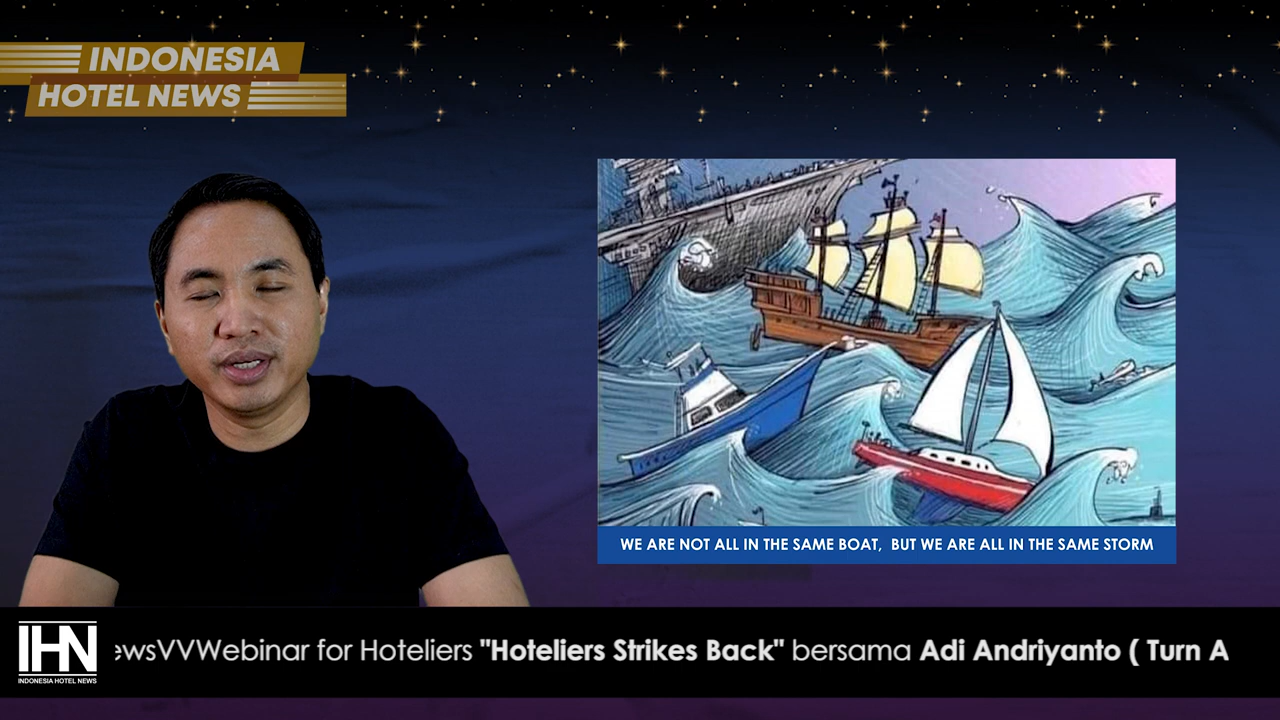 INDONESIA
HOTEL NEWS
WE ARE NOT ALL IN THE SAME BOAT, BUT WE ARE ALL IN THE SAME STORM
IHN
INDONESIA HOTEL NEWS
ewsVVWebinar for Hoteliers "Hoteliers Strikes Back" bersama Adi Andriyanto ( Turn A